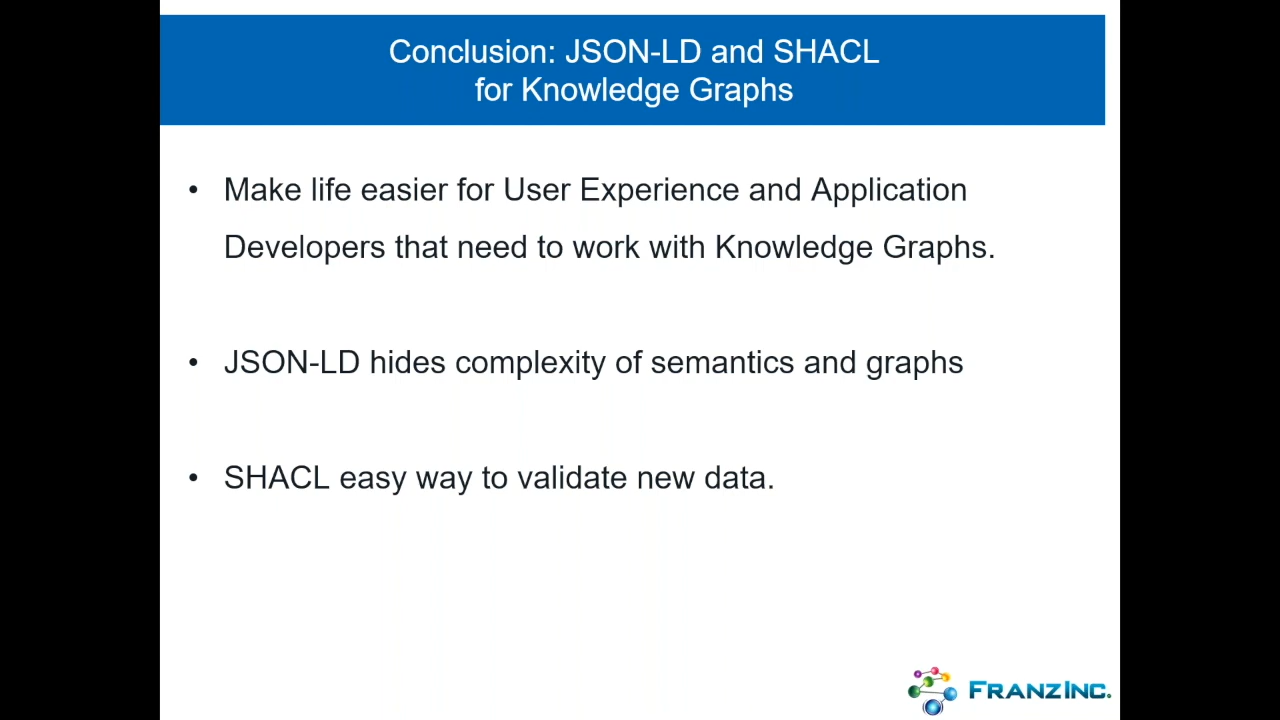 Conclusion: JSON-LD and SHACL
for Knowledge Graphs
• Make life easier for User Experience and Application
Developers that need to work with Knowledge Graphs.
• JSON-LD hides complexity of semantics and graphs
• SHACL easy way to validate new data.
FRANZ INC.